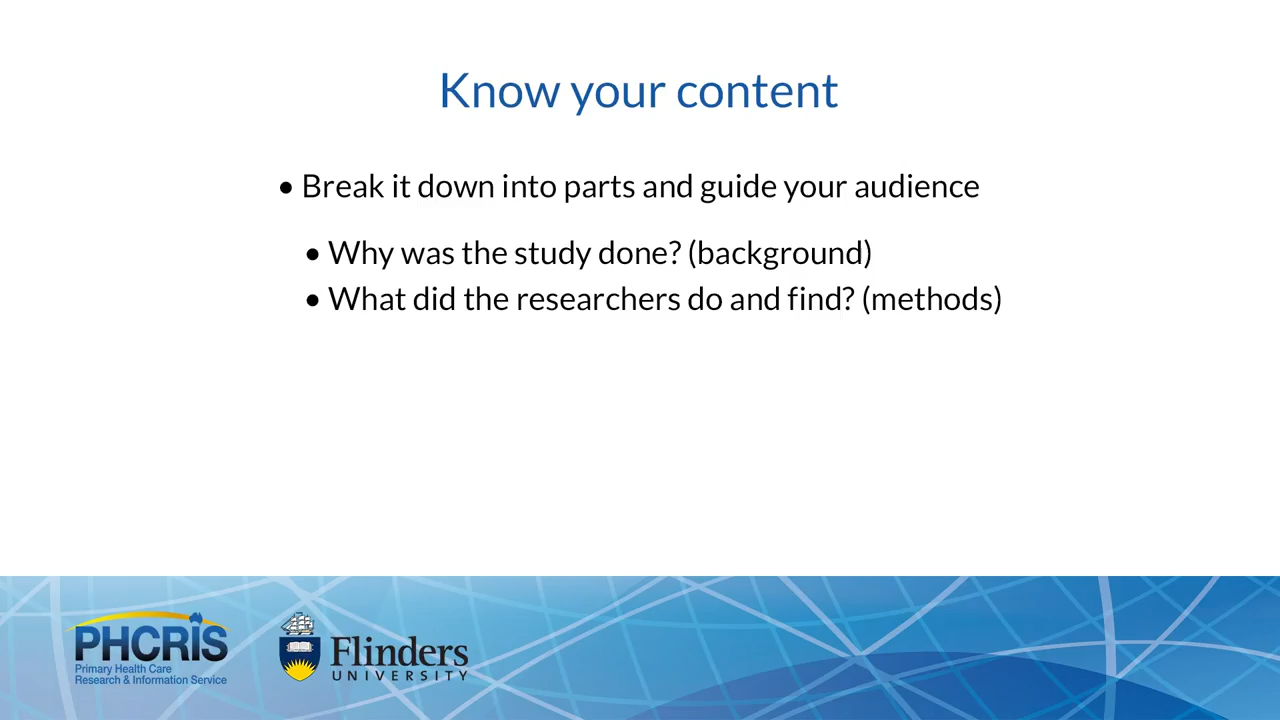 Know your content
• Break it down into parts and guide your audience
• Why was the study done? (background)
• What did the researchers do and find? (methods)
PHCRIS
Primary Health Care
Research & Information Service
Flinders
UNIVERSITY